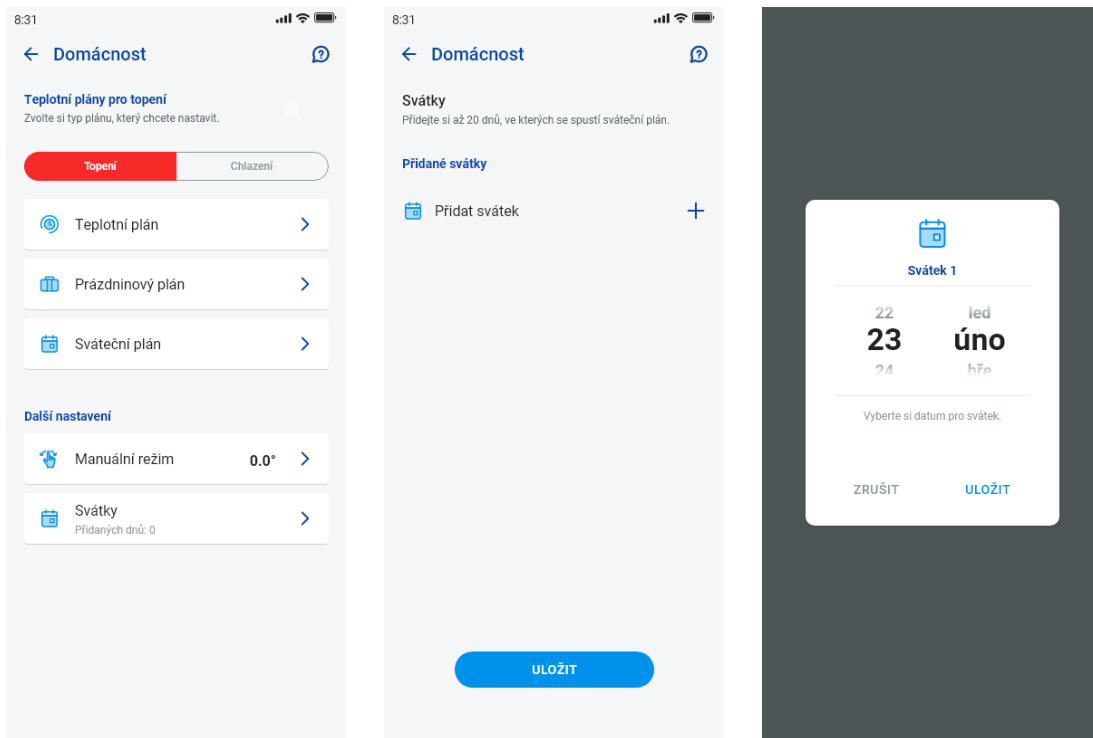 8:31
Domácnost
Teplotní plány pro topení
Zvolte si typ plánu, který chcete nastavit.
Topení
Chlazení
Teplotní plán
Prázdninový plán
Sváteční plán
Další nastavení
Manuální režim 0.0°
Svátky
Přidaných dnů: 0
8:31
Domácnost
Svátky
Přidejte si až 20 dnů, ve kterých se spustí sváteční plán.
Přidané svátky
Přidat svátek
ULOŽIT
Svátek 1
22 led
23 úno
24 bře
Vyberte si datum pro svátek.
ZRUŠIT ULOŽIT